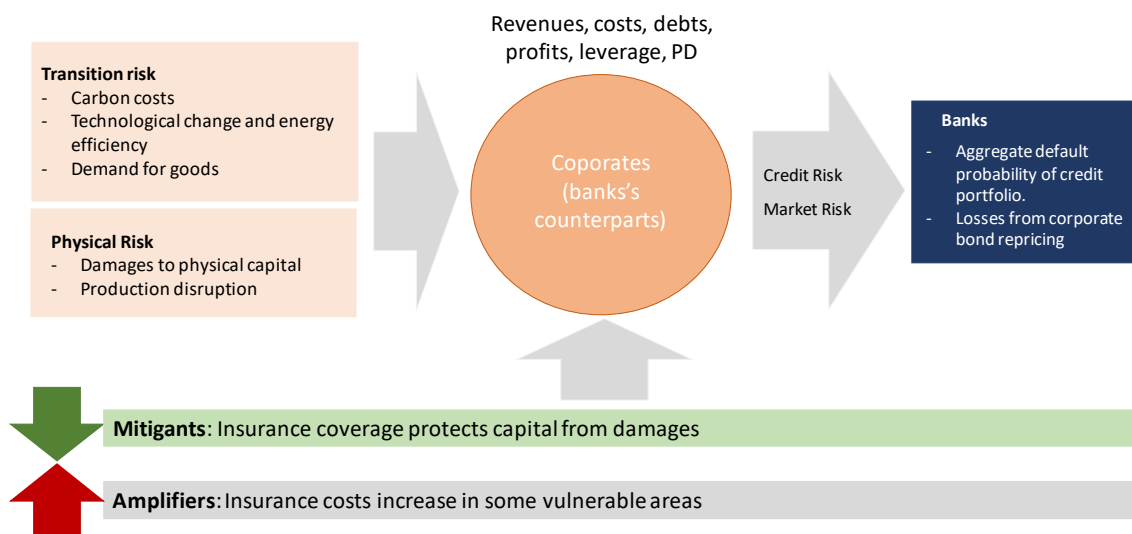 Revenues, costs, debts,
profits, leverage, PD
Transition risk
- Carbon costs
- Technological change and energy
efficiency
- Demand for goods
Physical Risk
- Damages to physical capital
- Production disruption
Coporates
(banks's
counterparts)
Credit Risk
Market Risk
Banks
- Aggregate default
probability of credit
portfolio.
- Losses from corporate
bond repricing
Mitigants: Insurance coverage protects capital from damages
Amplifiers: Insurance costs increase in some vulnerable areas